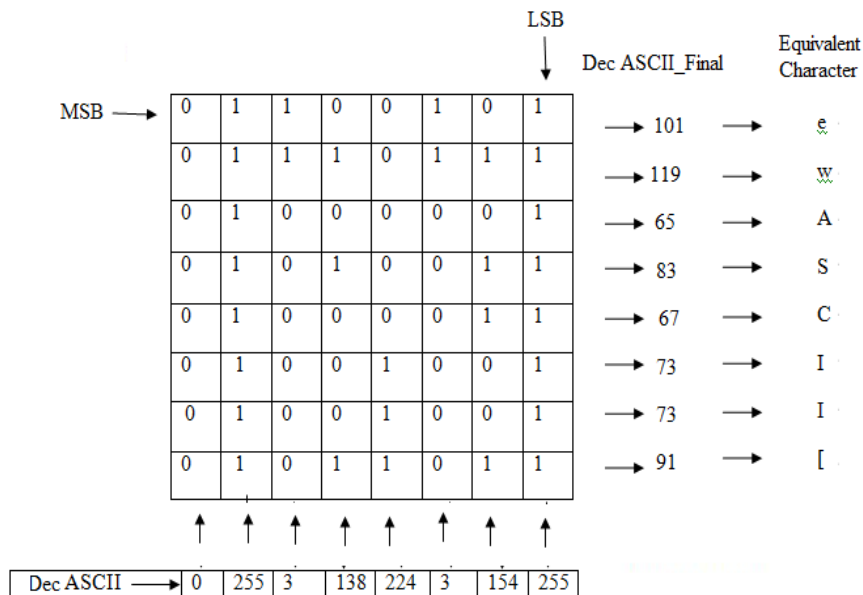 LSB
Dec ASCII_Final
Equivalent
Character
MSB
0 1 1 0 0 1 0 1 101 e
0 1 1 1 0 1 1 1 119 w
0 1 0 0 0 0 0 1 65 A
0 1 0 1 0 0 1 1 83 S
0 1 0 0 0 0 1 1 67 C
0 1 0 0 1 0 0 1 73 I
0 1 0 0 1 0 0 1 73 I
0 1 0 1 1 0 1 1 91 [
Dec ASCII 0 255 3 138 224 3 154 255